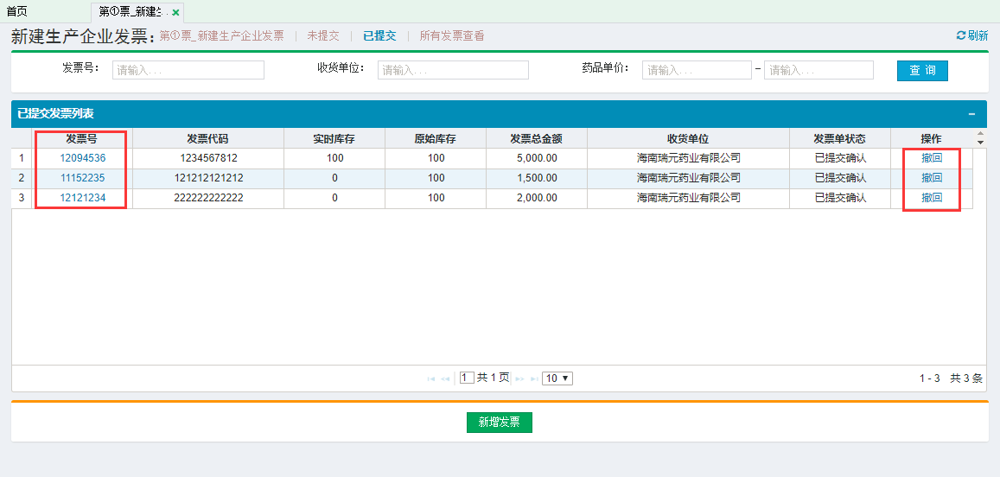 首页 第①票_新建生...
新建生产企业发票： 第①票_新建生产企业发票 | 未提交 | 已提交 | 所有发票查看 刷新
发票号： 请输入... 收货单位： 请输入... 药品单价： 请输入... - 请输入... 查 询
已提交发票列表
发票号 发票代码 实时库存 原始库存 发票总金额 收货单位 发票单状态 操作
1 12094536 1234567812 100 100 5,000.00 海南瑞元药业有限公司 已提交确认 撤回
2 11152235 121212121212 0 100 1,500.00 海南瑞元药业有限公司 已提交确认 撤回
3 12121234 222222222222 0 100 2,000.00 海南瑞元药业有限公司 已提交确认 撤回
1 共 1 页 10 1 - 3 共 3 条
新增发票